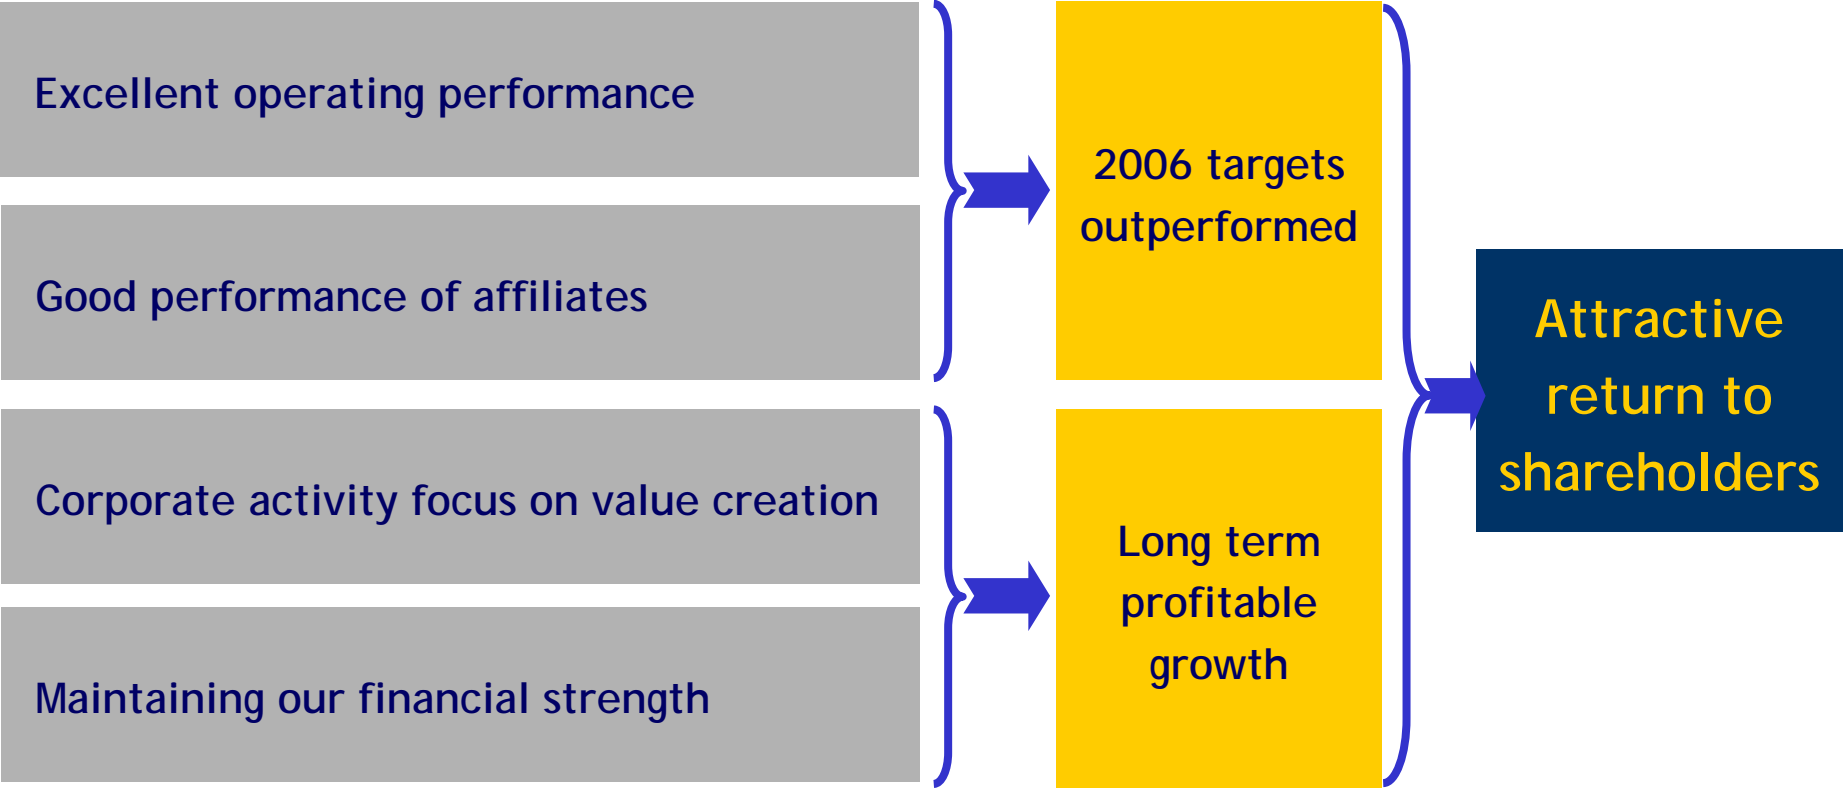 Excellent operating performance
Good performance of affiliates
2006 targets
outperformed
Corporate activity focus on value creation
Maintaining our financial strength
Long term
profitable
growth
Attractive
return to
shareholders